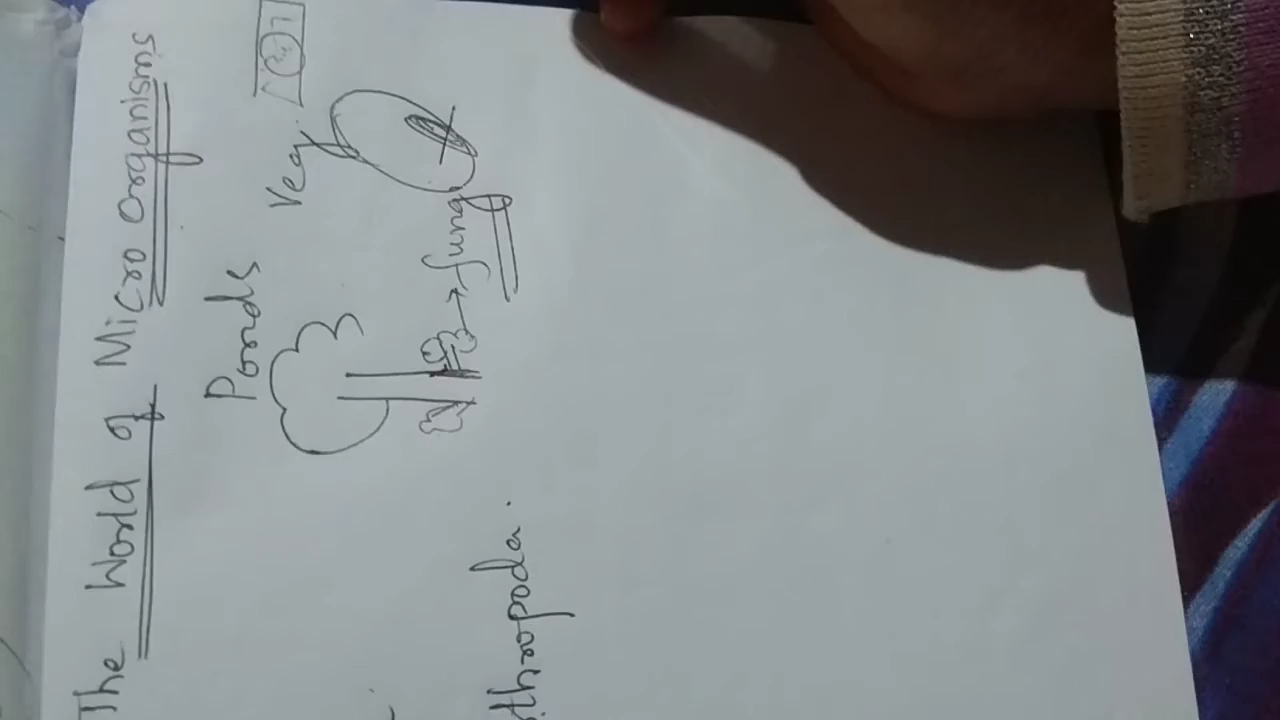 The World of Micro organisms
Ponds
Veg.
→ fungi
thropoda.